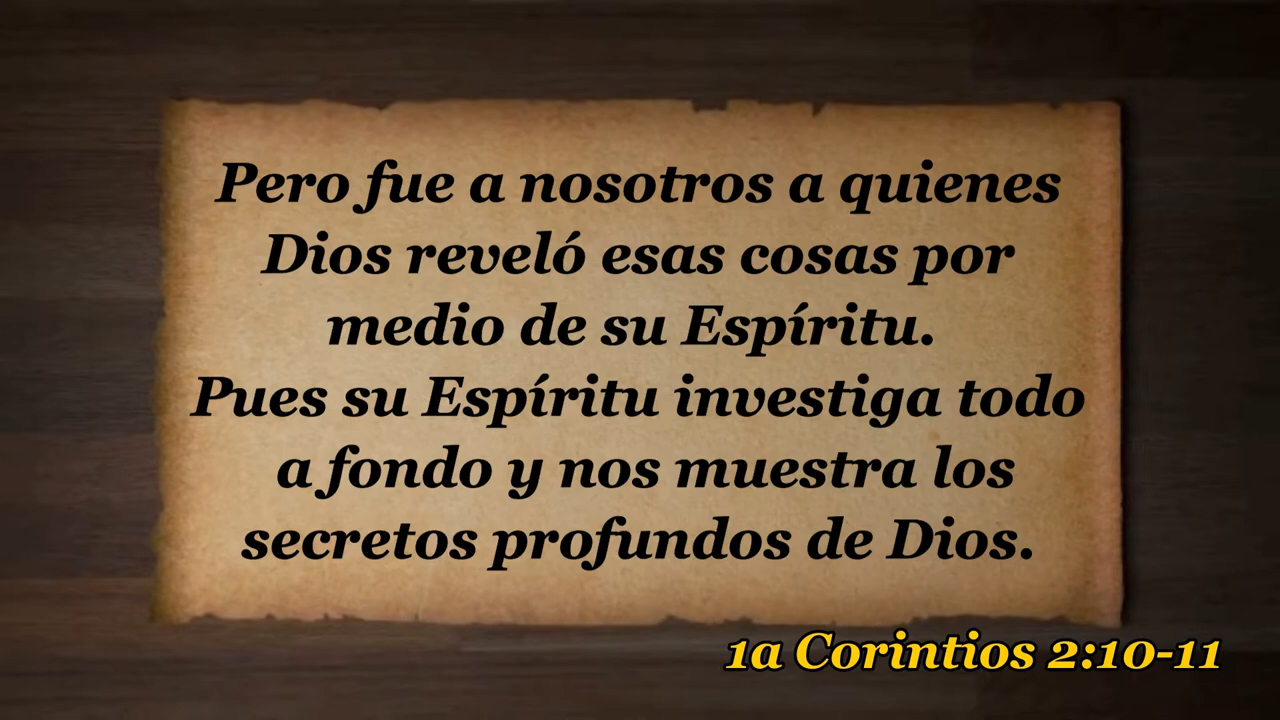 Pero fue a nosotros a quienes
Dios reveló esas cosas por
medio de su Espíritu.
Pues su Espíritu investiga todo
a fondo y nos muestra los
secretos profundos de Dios.
1a Corintios 2:10-11